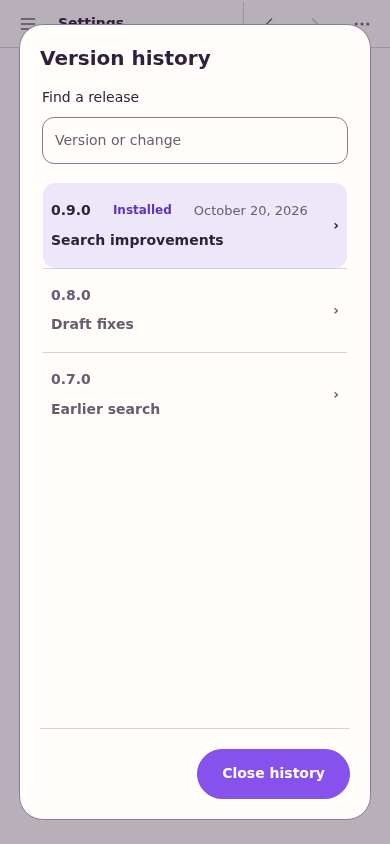 Settings
Version history
Find a release
Version or change
0.9.0 Installed October 20, 2026
Search improvements
0.8.0
Draft fixes
0.7.0
Earlier search
Close history